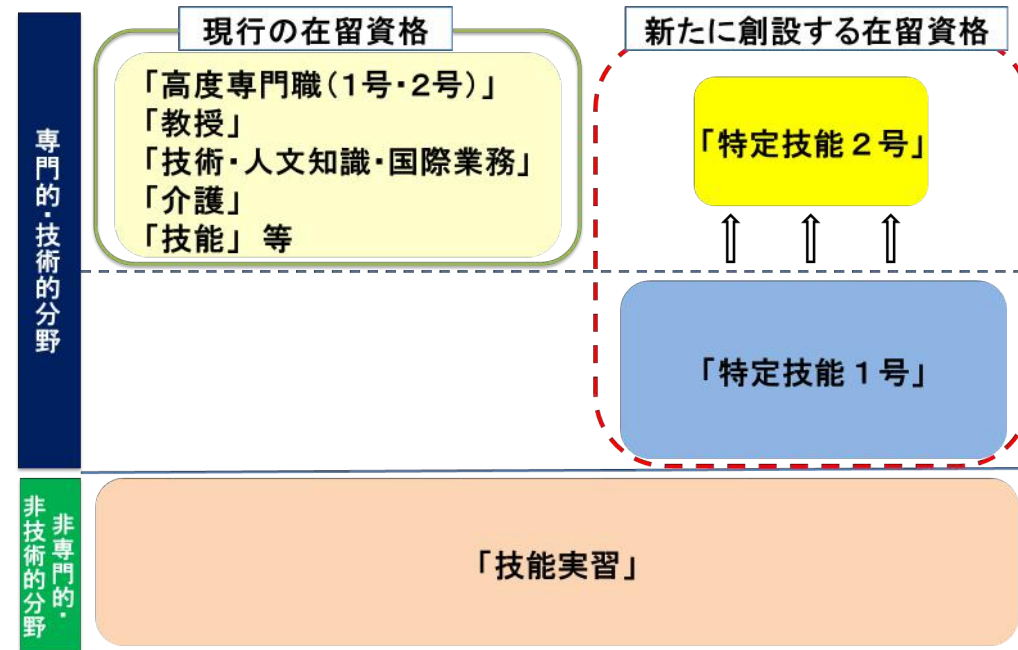 現行の在留資格
新たに創設する在留資格
専門的・技術的分野
「高度専門職(1号・2号)」
「教授」
「技術・人文知識・国際業務」
「介護」
「技能」 等
「特定技能2号」
「特定技能1号」
非専門的・
非技術的分野
「技能実習」